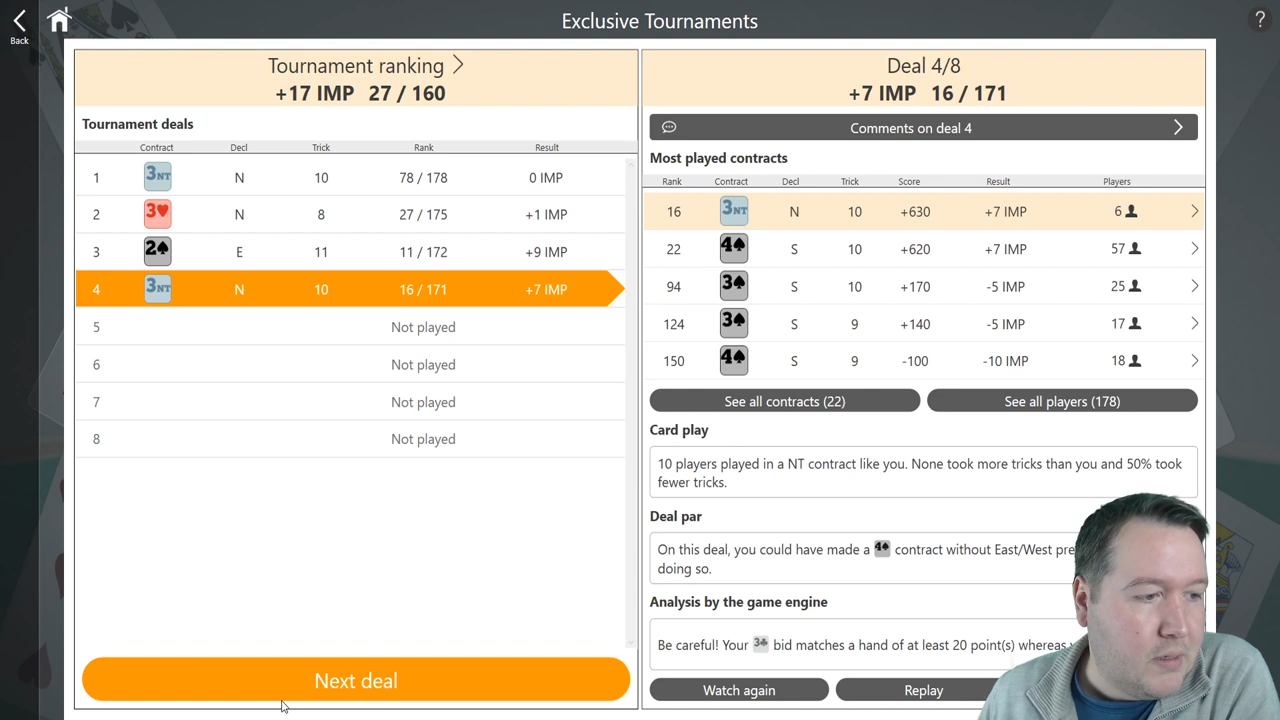 Back
Exclusive Tournaments
?
Tournament ranking
+17 IMP 27 / 160
Tournament deals
Contract Decl Trick Rank Result
1 3NT N 10 78 / 178 0 IMP
2 3♥ N 8 27 / 175 +1 IMP
3 2♠ E 11 11 / 172 +9 IMP
4 3NT N 10 16 / 171 +7 IMP
5 Not played
6 Not played
7 Not played
8 Not played
Next deal
Deal 4/8
+7 IMP 16 / 171
Comments on deal 4
Most played contracts
Rank Contract Decl Trick Score Result Players
16 3NT N 10 +630 +7 IMP 6
22 4♠ S 10 +620 +7 IMP 57
94 3♠ S 10 +170 -5 IMP 25
124 3♠ S 9 +140 -5 IMP 17
150 4♠ S 9 -100 -10 IMP 18
See all contracts (22) See all players (178)
Card play
10 players played in a NT contract like you. None took more tricks than you and 50% took
fewer tricks.
Deal par
On this deal, you could have made a 4♠ contract without East/West
doing so.
Analysis by the game engine
Be careful! Your 3♣ bid matches a hand of at least 20 point(s) whereas
Watch again Replay